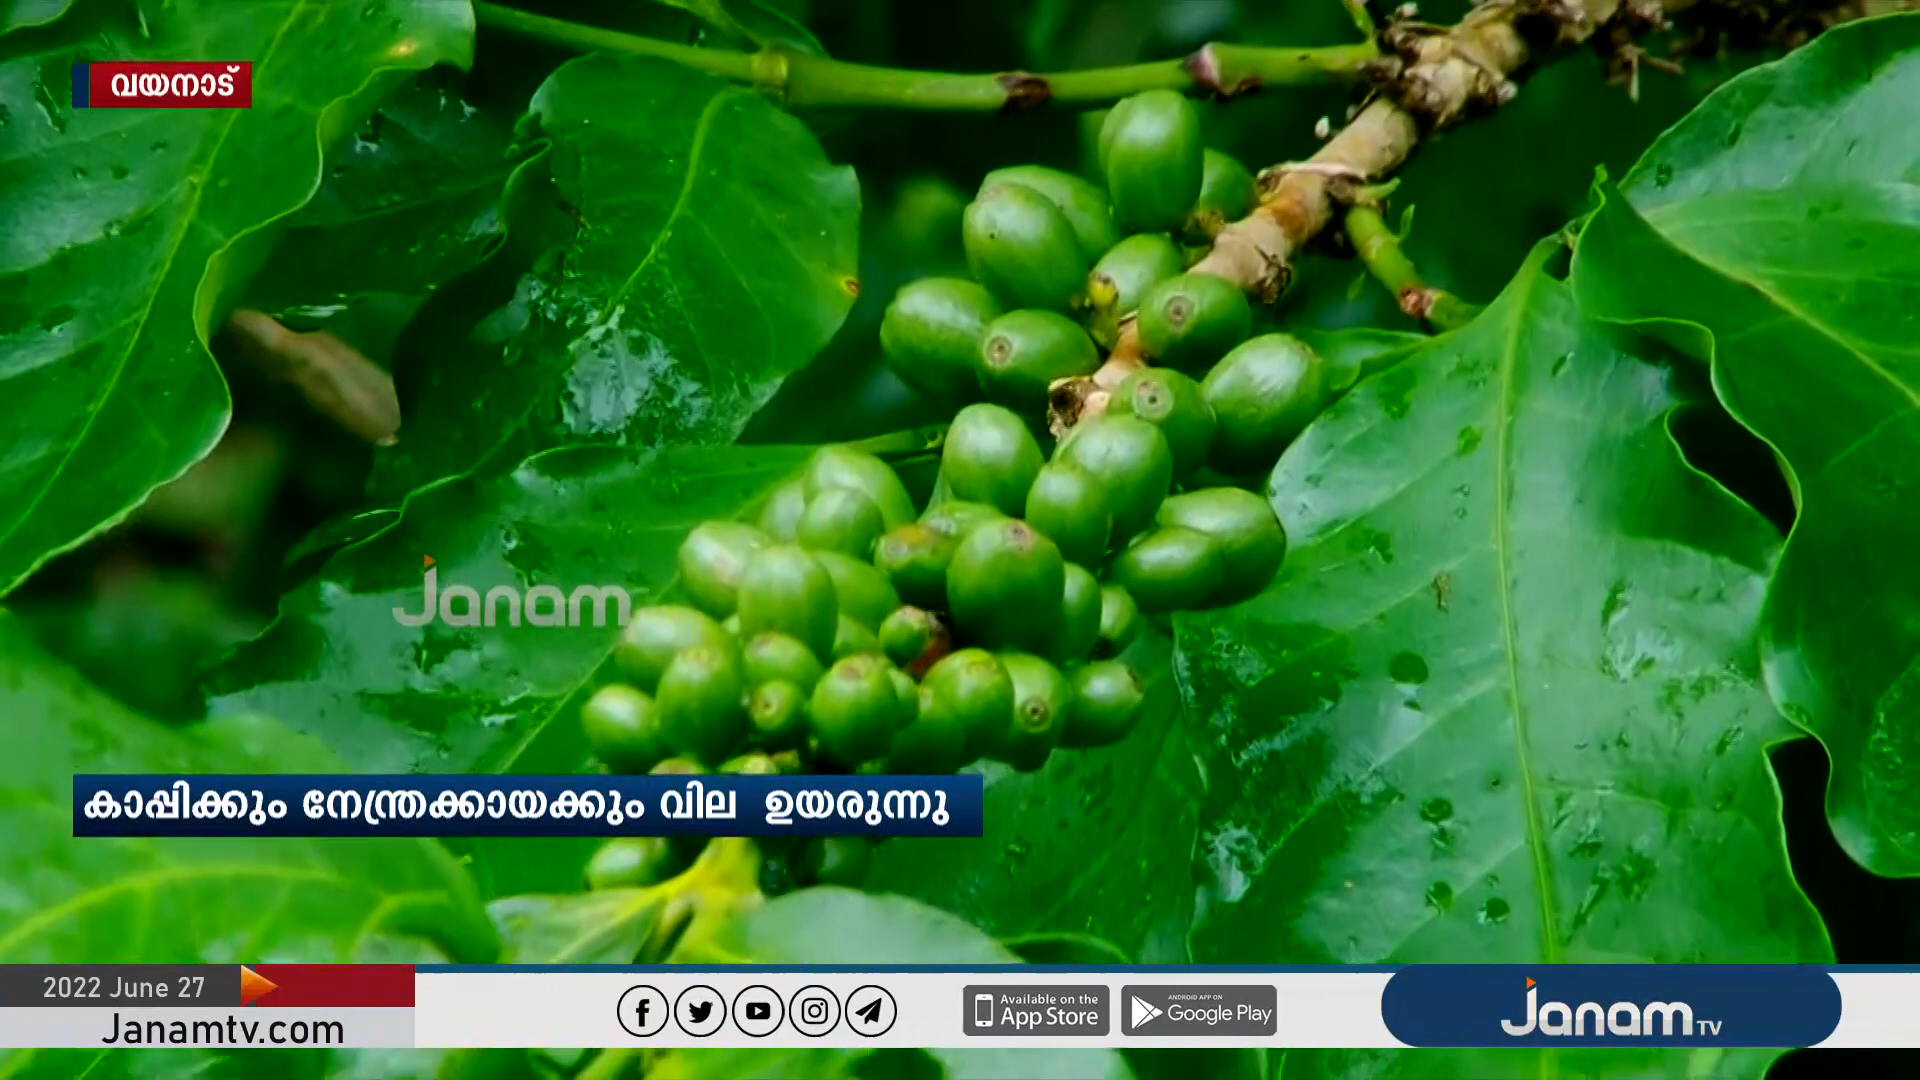 വയനാട്
Janam
കാപ്പിക്കും നേന്ത്രക്കായക്കും വില ഉയരുന്നു
2022 June 27
Janamtv.com
Available on the
App Store
ANDROID APP ON
Google Play
Janam TV